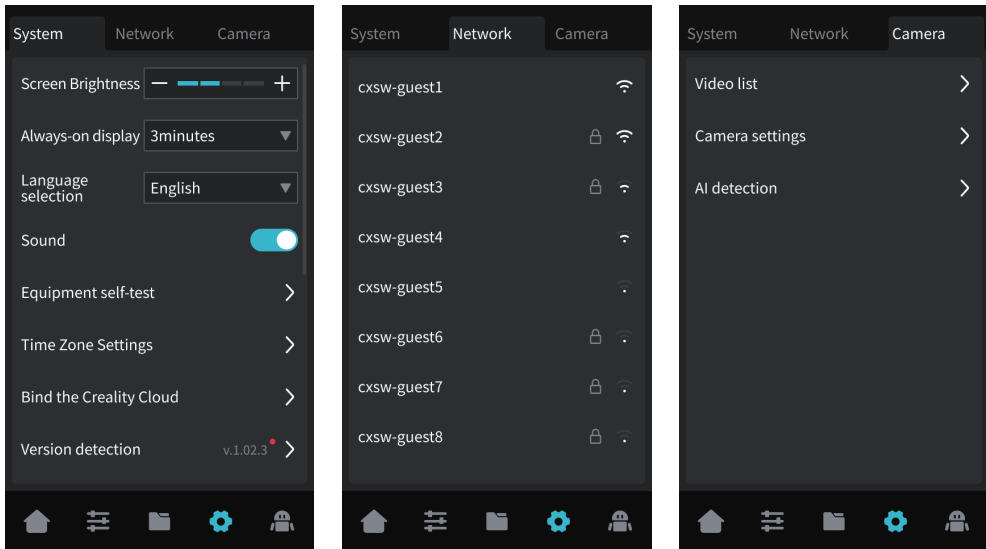 System Network Camera
Screen Brightness
Always-on display 3minutes
Language
selection
English
Sound
Equipment self-test
Time Zone Settings
Bind the Creality Cloud
Version detection v.1.02.3
System Network Camera
cxsw-guest1
cxsw-guest2
cxsw-guest3
cxsw-guest4
cxsw-guest5
cxsw-guest6
cxsw-guest7
cxsw-guest8
System Network Camera
Video list
Camera settings
AI detection